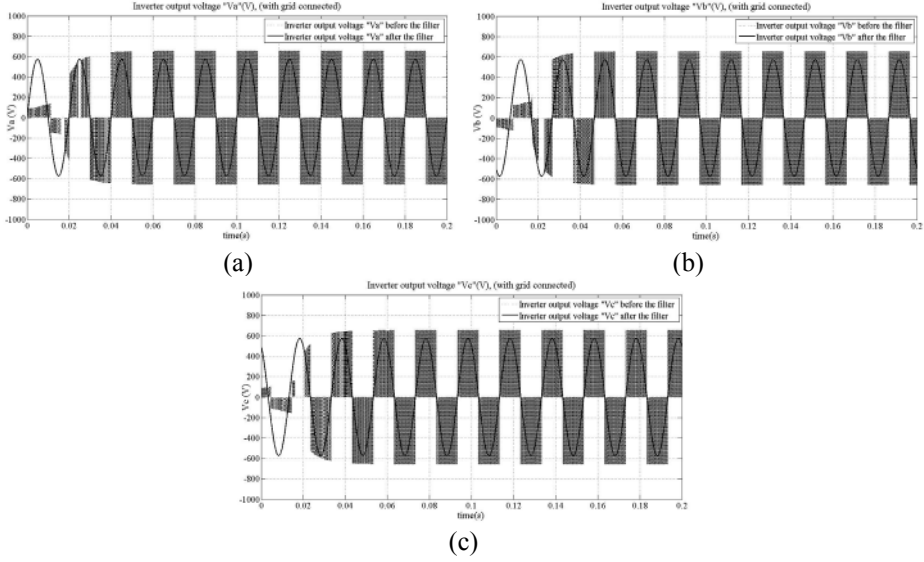 Inverter output voltage "Va"(V), (with grid connected)
Inverter output voltage "Va" before the filter
Inverter output voltage "Va" after the filter
1000
800
600
400
200
0
-200
-400
-600
-800
-1000
Va (V)
0 0.02 0.04 0.06 0.08 0.1 0.12 0.14 0.16 0.18 0.2
time(s)
(a)
Inverter output voltage "Vb"(V), (with grid connected)
Inverter output voltage "Vb" before the filter
Inverter output voltage "Vb" after the filter
1000
800
600
400
200
0
-200
-400
-600
-800
-1000
Vb (V)
0 0.02 0.04 0.06 0.08 0.1 0.12 0.14 0.16 0.18 0.2
time(s)
(b)
Inverter output voltage "Vc"(V), (with grid connected)
Inverter output voltage "Vc" before the filter
Inverter output voltage "Vc" after the filter
1000
800
600
400
200
0
-200
-400
-600
-800
-1000
Vc (V)
0 0.02 0.04 0.06 0.08 0.1 0.12 0.14 0.16 0.18 0.2
time(s)
(c)